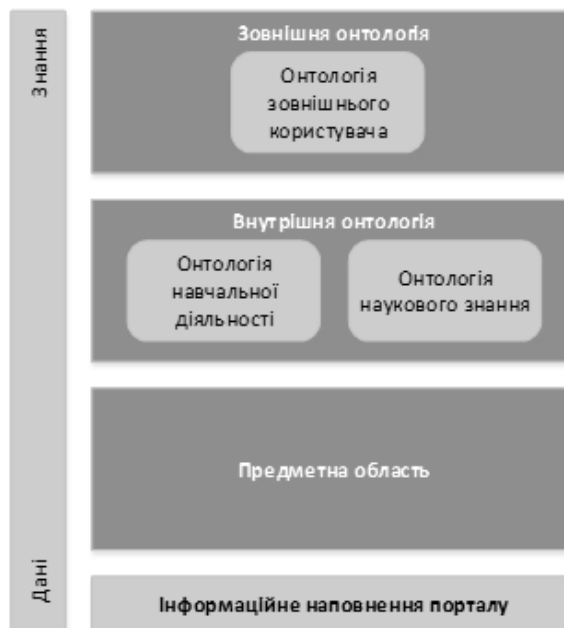 Знання
Зовнішня онтологія
Онтологія
зовнішнього
користувача
Внутрішня онтологія
Онтологія
навчальної
діяльності
Онтологія
наукового знання
Предметна область
Дані
Інформаційне наповнення порталу